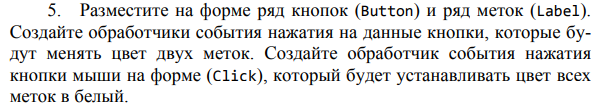 5. Разместите на форме ряд кнопок (Button) и ряд меток (Label).
Создайте обработчики события нажатия на данные кнопки, которые бу-
дут менять цвет двух меток. Создайте обработчик события нажатия
кнопки мыши на форме (Click), который будет устанавливать цвет всех
меток в белый.